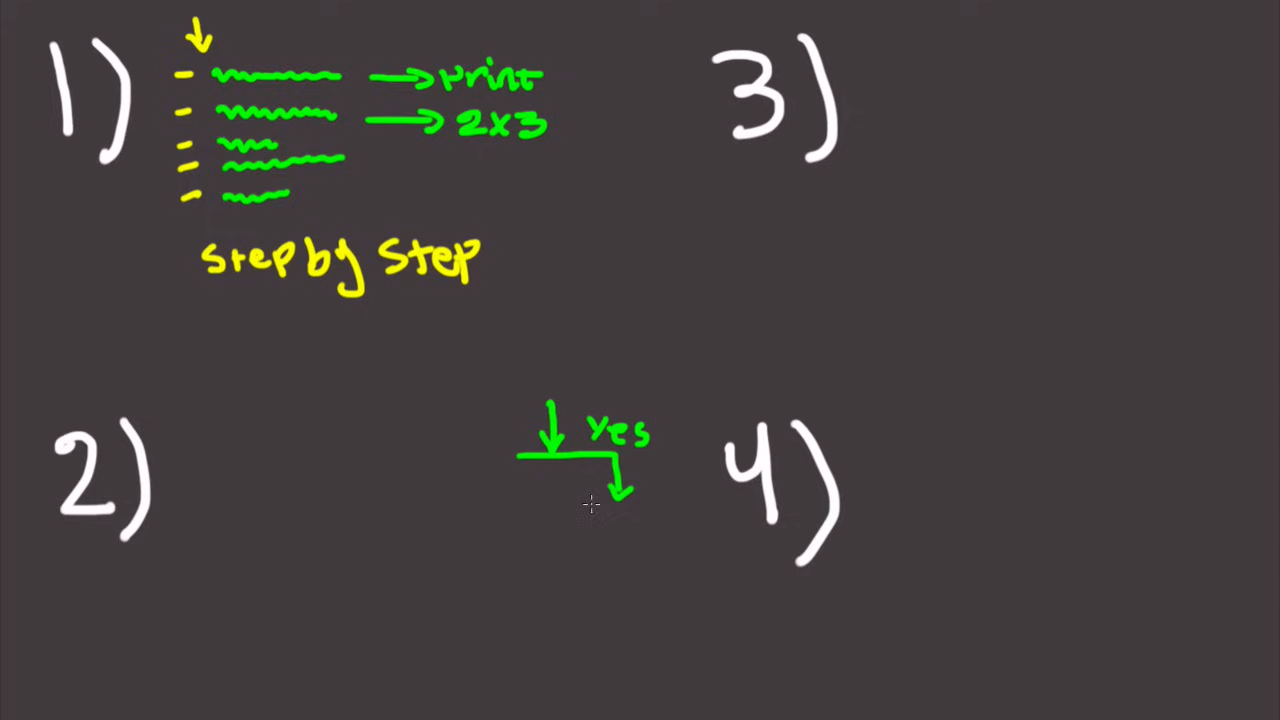 1)
print
2x3
step by step
2)
Yes
3)
4)